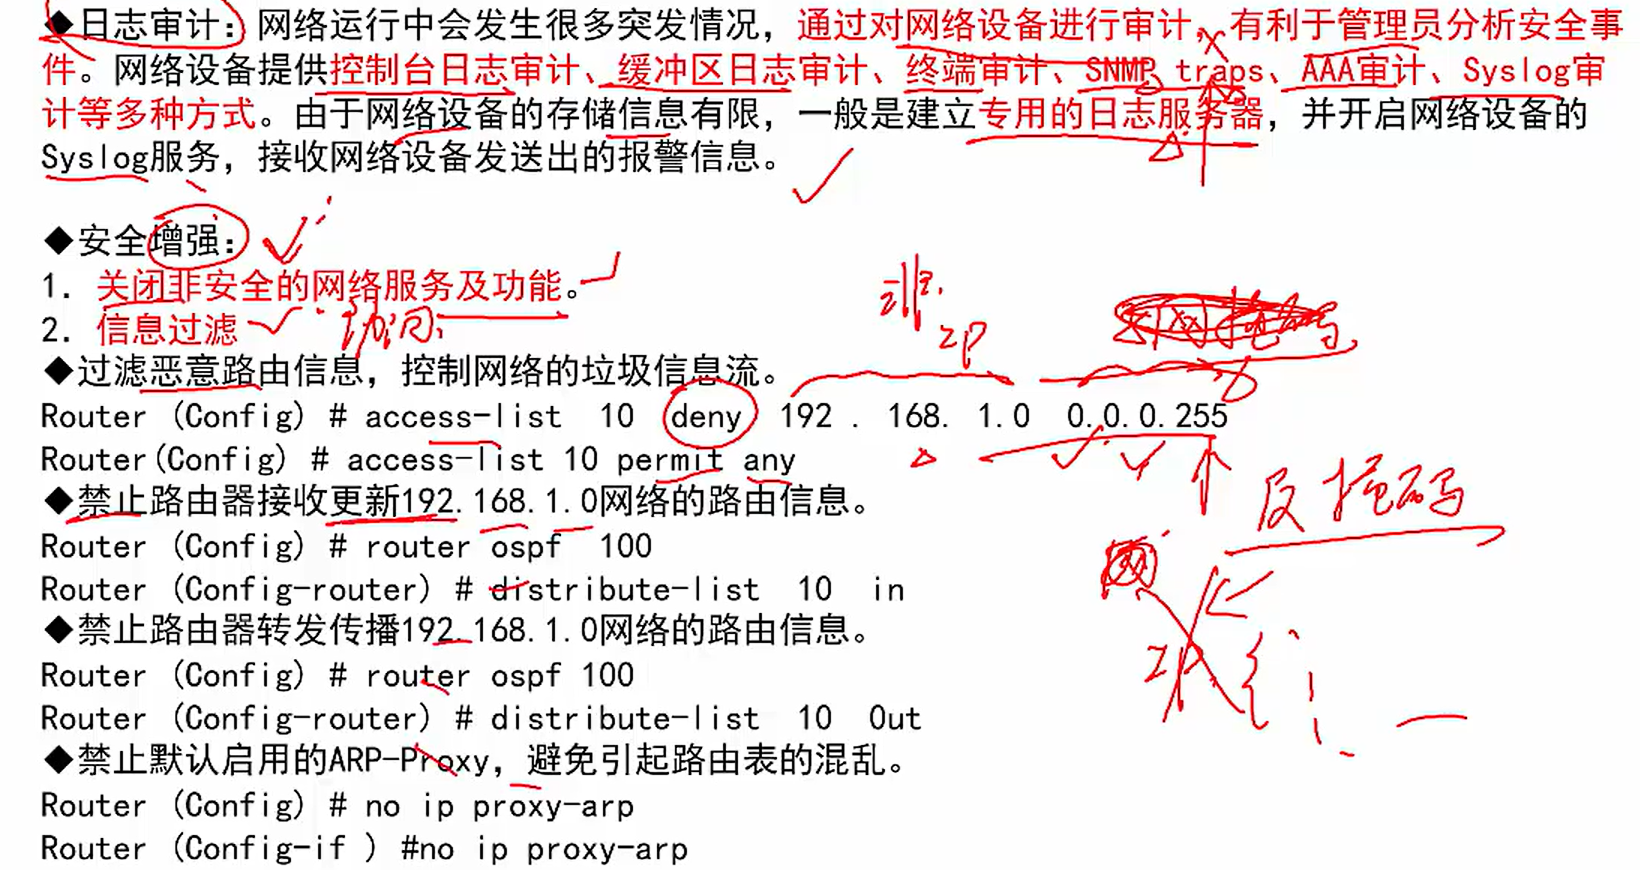 ◆日志审计：网络运行中会发生很多突发情况，通过对网络设备进行审计，有利于管理员分析安全事
件。网络设备提供控制台日志审计、缓冲区日志审计、终端审计、SNMP traps、AAA审计、Syslog审
计等多种方式。由于网络设备的存储信息有限，一般是建立专用的日志服务器，并开启网络设备的
Syslog服务，接收网络设备发送出的报警信息。
◆安全增强：
1．关闭非安全的网络服务及功能。
2．信息过滤
◆过滤恶意路由信息，控制网络的垃圾信息流。
Router (Config) # access-list 10 deny 192 . 168. 1.0 0.0.0.255
Router(Config) # access-list 10 permit any
反掩码
◆禁止路由器接收更新192.168.1.0网络的路由信息。
Router (Config) # router ospf 100
Router (Config-router) # distribute-list 10 in
◆禁止路由器转发传播192.168.1.0网络的路由信息。
Router (Config) # router ospf 100
Router (Config-router) # distribute-list 10 Out
◆禁止默认启用的ARP-Proxy，避免引起路由表的混乱。
Router (Config) # no ip proxy-arp
Router (Config-if ) #no ip proxy-arp